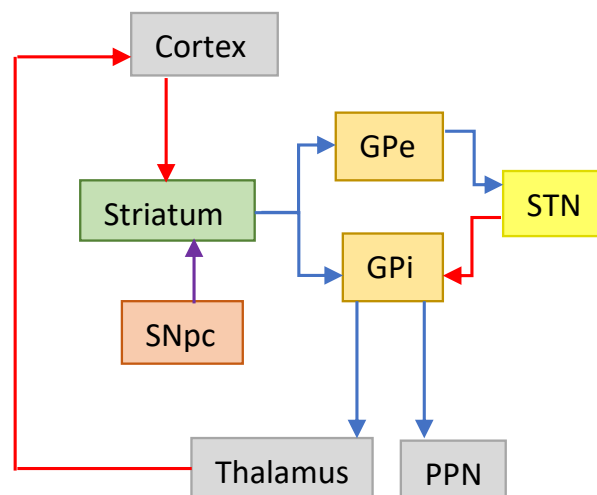 Cortex
GPe
Striatum
STN
GPi
SNpc
Thalamus
PPN